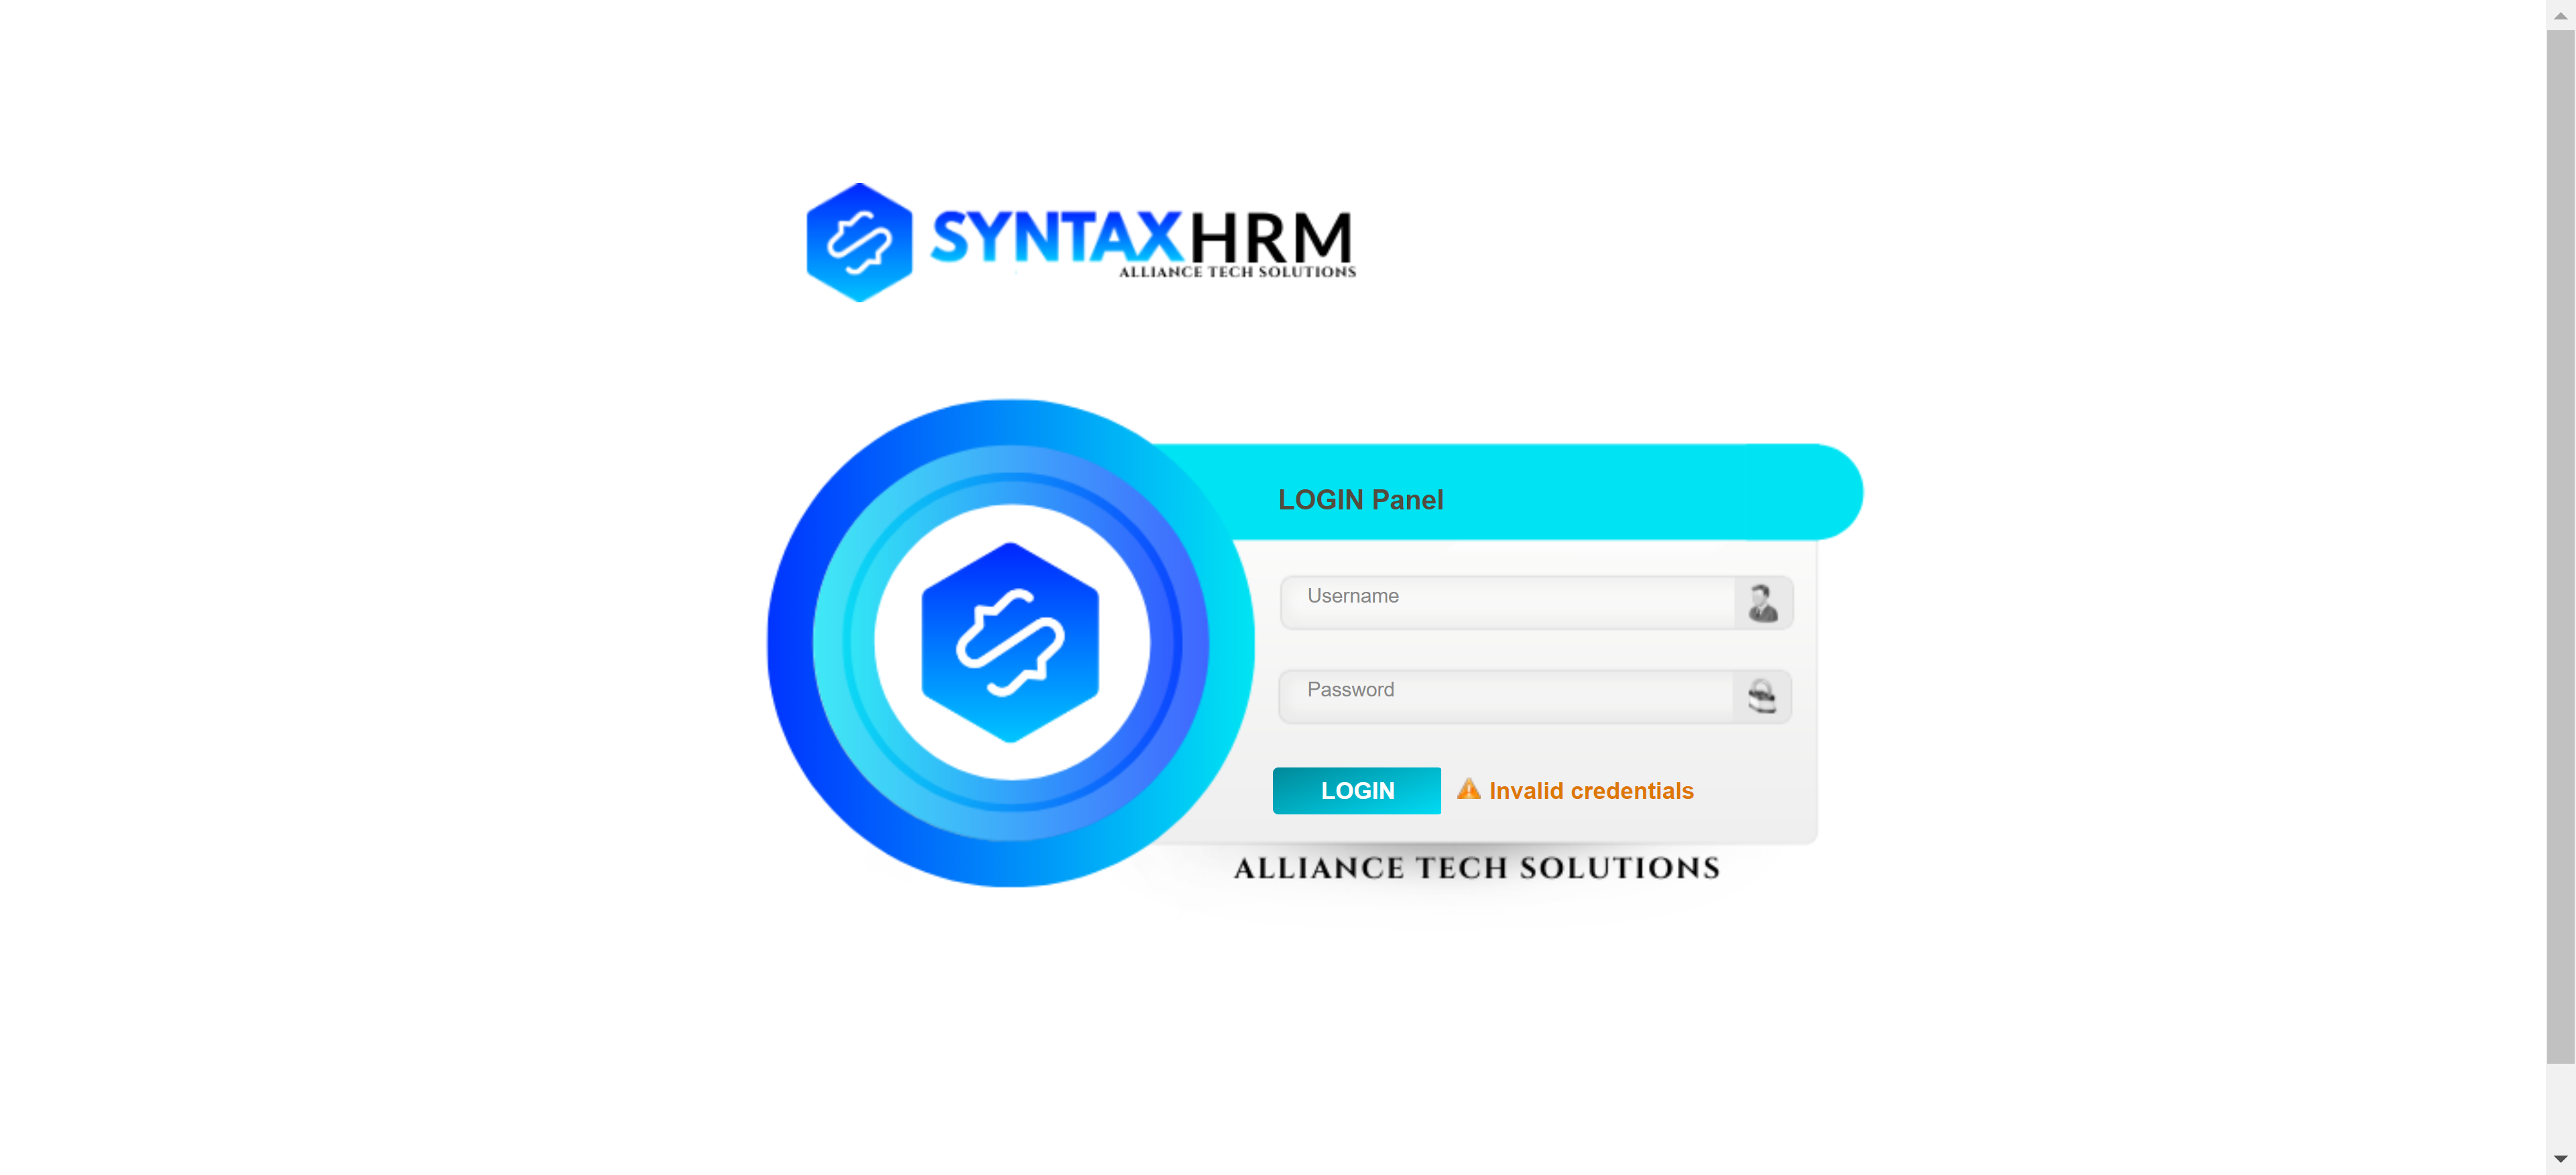 SYNTAXHRM
ALLIANCE TECH SOLUTIONS
LOGIN Panel
Username
Password
LOGIN
Invalid credentials
ALLIANCE TECH SOLUTIONS